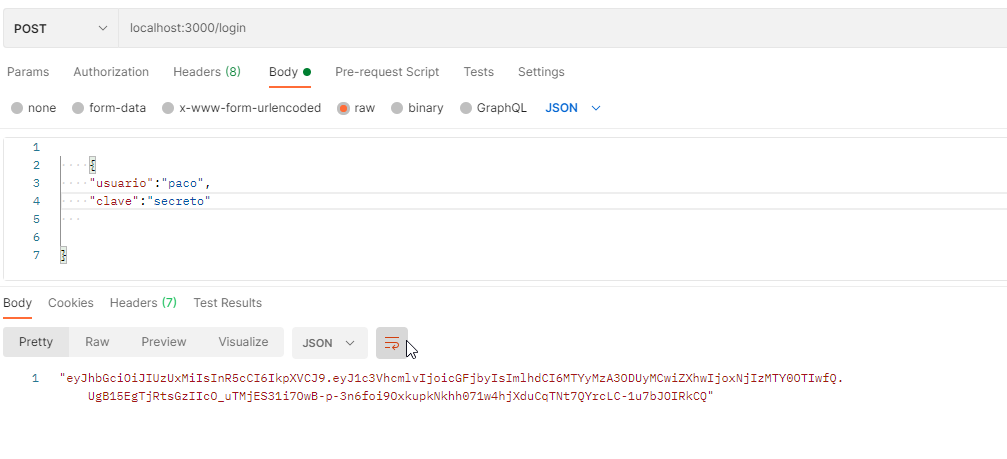 POST localhost:3000/login
Params Authorization Headers (8) Body Pre-request Script Tests Settings
none form-data x-www-form-urlencoded raw binary GraphQL JSON
1
2 {
3 "usuario":"paco",
4 "clave":"secreto"
5
6
7 }
Body Cookies Headers (7) Test Results
Pretty Raw Preview Visualize JSON
1 "eyJhbGciOiJIUzUxMiIsInR5cCI6IkpXVCJ9.eyJ1c3VhcmlvIjoicGFjbyIsImlhdCI6MTYyMzA3ODUyMCwiZXhwIjoxNjIzMTY0OTIwfQ.
UgB15EgTjRtsGzIIcO_uTMjES31i7OwB-p-3n6foi9OxkupkNkhh071w4hjXduCqTNt7QYrcLC-1u7bJOIRkCQ"